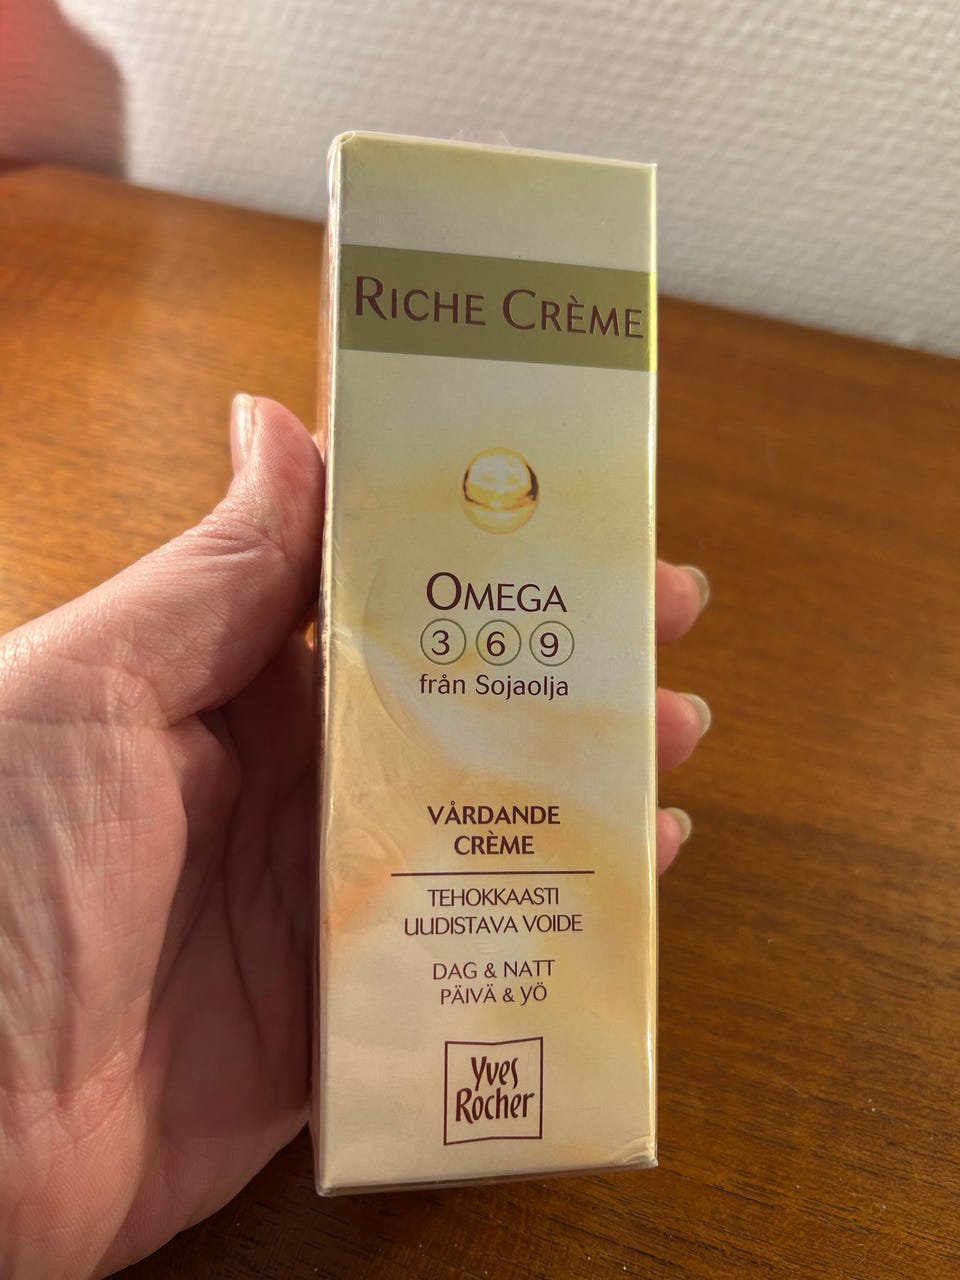 RICHE CRÈME
OMEGA
3 6 9
från Sojaolja
VÅRDANDE
CRÈME
TEHOKKAASTI
UUDISTAVA VOIDE
DAG & NATT
PÄIVÄ & YÖ
Yves
Rocher